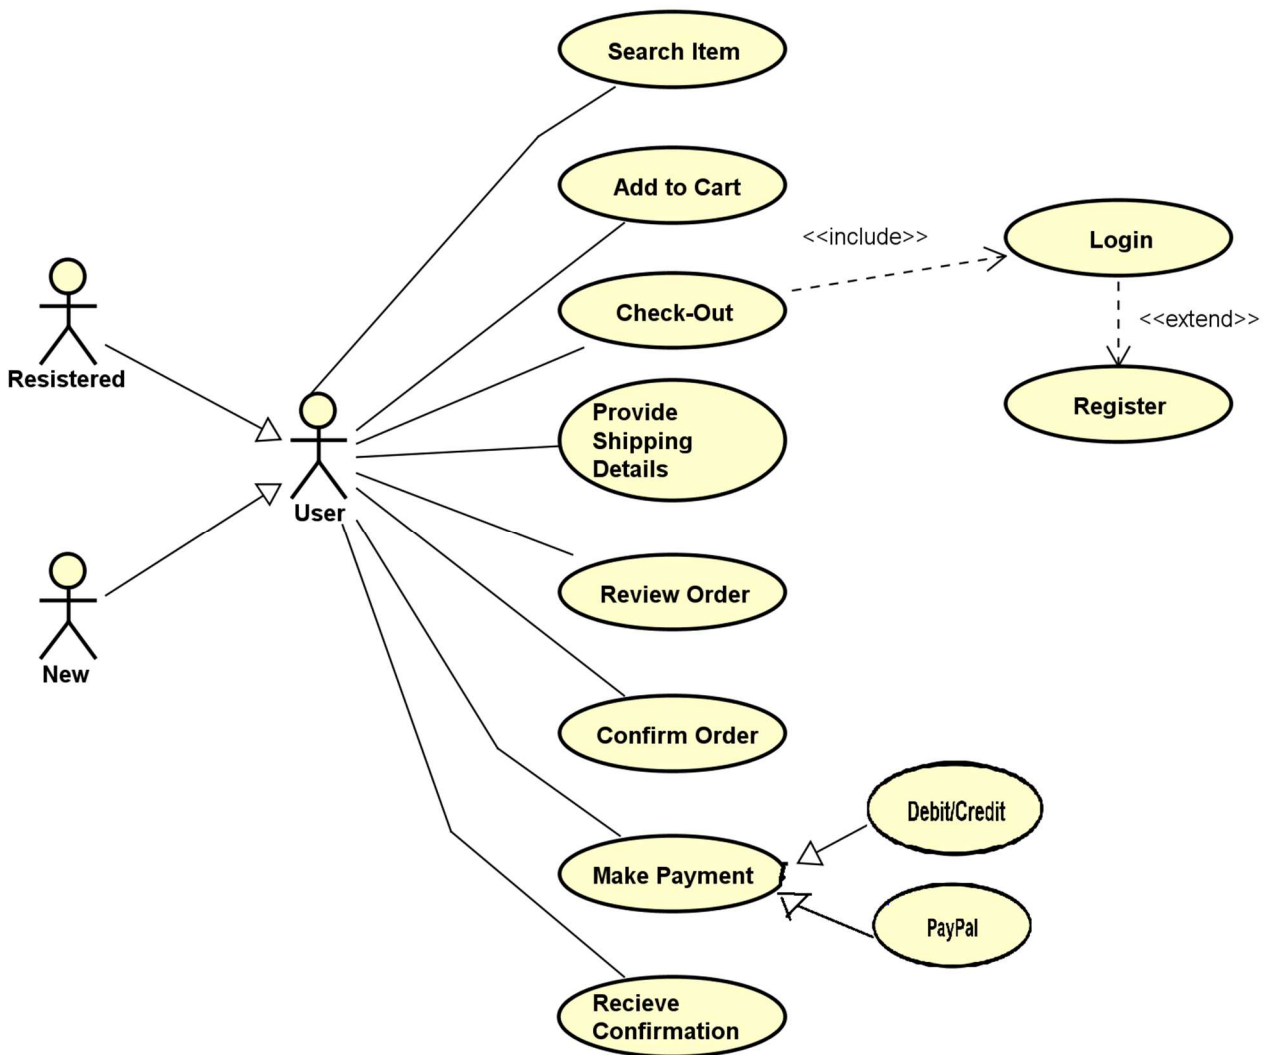 Search Item
Add to Cart
<<include>>
Login
Check-Out
<<extend>>
Resistered
Register
Provide
Shipping
Details
User
Review Order
New
Confirm Order
Debit/Credit
Make Payment
PayPal
Recieve
Confirmation